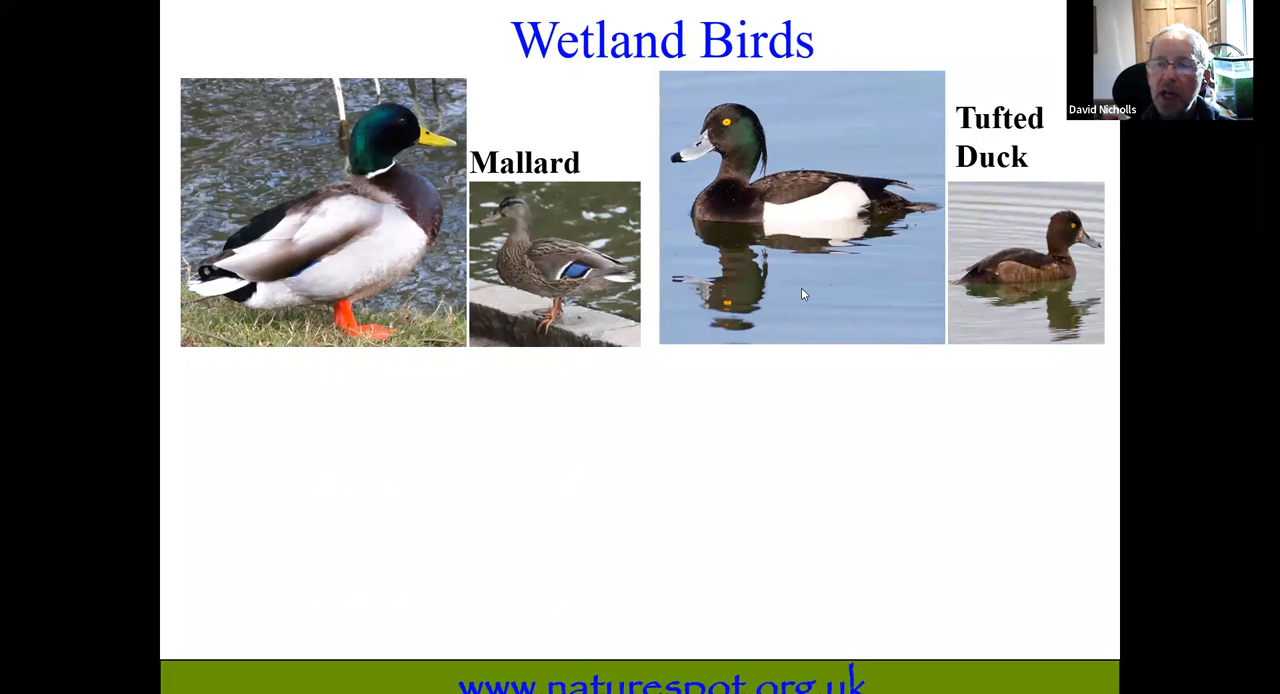 Wetland Birds
David Nicholls
Mallard
Tufted
Duck
www.naturespot.org.uk